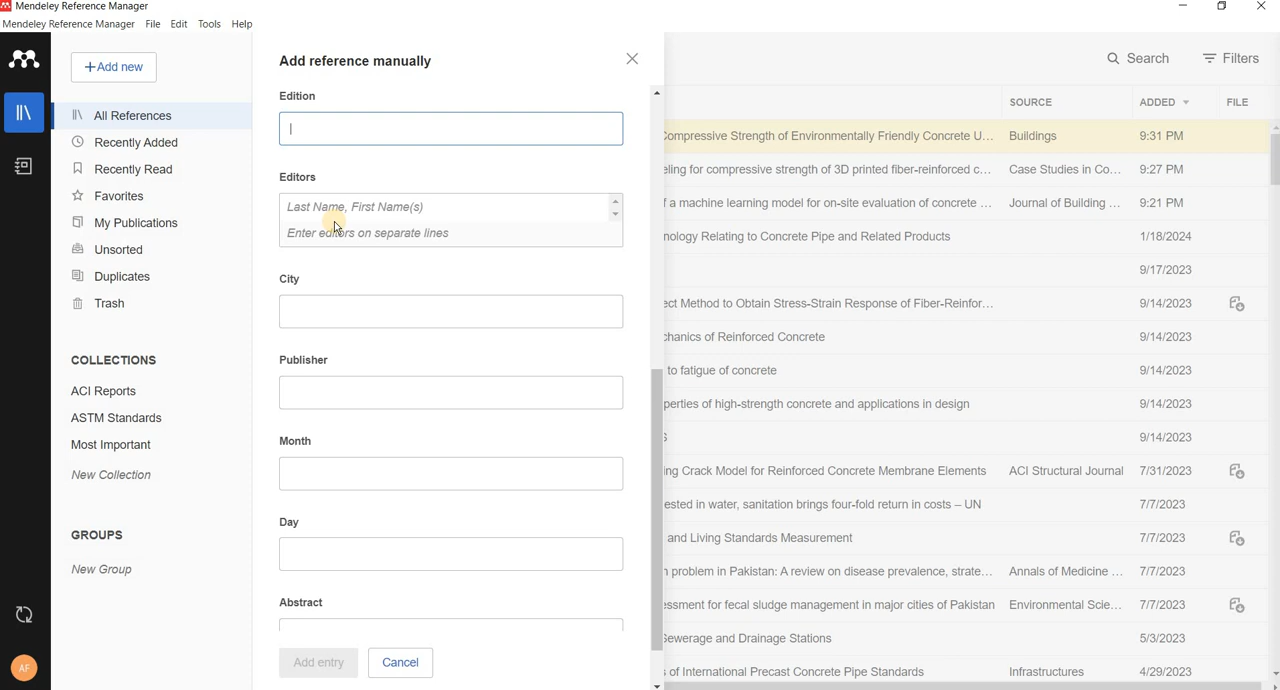 Mendeley Reference Manager
Mendeley Reference Manager File Edit Tools Help
+Add new
All References
Recently Added
Recently Read
Favorites
My Publications
Unsorted
Duplicates
Trash
COLLECTIONS
ACI Reports
ASTM Standards
Most Important
New Collection
GROUPS
New Group
AF
Add reference manually
Edition
Editors
Last Name, First Name(s)
Enter editors on separate lines
City
Publisher
Month
Day
Abstract
Add entry Cancel
Search Filters
SOURCE ADDED FILE
Compressive Strength of Environmentally Friendly Concrete U... Buildings 9:31 PM
eling for compressive strength of 3D printed fiber-reinforced c... Case Studies in Co... 9:27 PM
f a machine learning model for on-site evaluation of concrete ... Journal of Building ... 9:21 PM
nology Relating to Concrete Pipe and Related Products 1/18/2024
9/17/2023
ect Method to Obtain Stress-Strain Response of Fiber-Reinfor... 9/14/2023
chanics of Reinforced Concrete 9/14/2023
to fatigue of concrete 9/14/2023
perties of high-strength concrete and applications in design 9/14/2023
S 9/14/2023
ing Crack Model for Reinforced Concrete Membrane Elements ACI Structural Journal 7/31/2023
ested in water, sanitation brings four-fold return in costs – UN 7/7/2023
and Living Standards Measurement 7/7/2023
n problem in Pakistan: A review on disease prevalence, strate... Annals of Medicine ... 7/7/2023
essment for fecal sludge management in major cities of Pakistan Environmental Scie... 7/7/2023
Sewerage and Drainage Stations 5/3/2023
s of International Precast Concrete Pipe Standards Infrastructures 4/29/2023